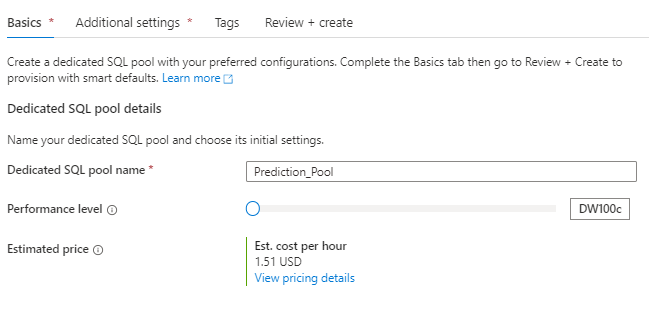 Basics * Additional settings * Tags Review + create
Create a dedicated SQL pool with your preferred configurations. Complete the Basics tab then go to Review + Create to
provision with smart defaults. Learn more
Dedicated SQL pool details
Name your dedicated SQL pool and choose its initial settings.
Dedicated SQL pool name * Prediction_Pool
Performance level DW100c
Estimated price Est. cost per hour
1.51 USD
View pricing details